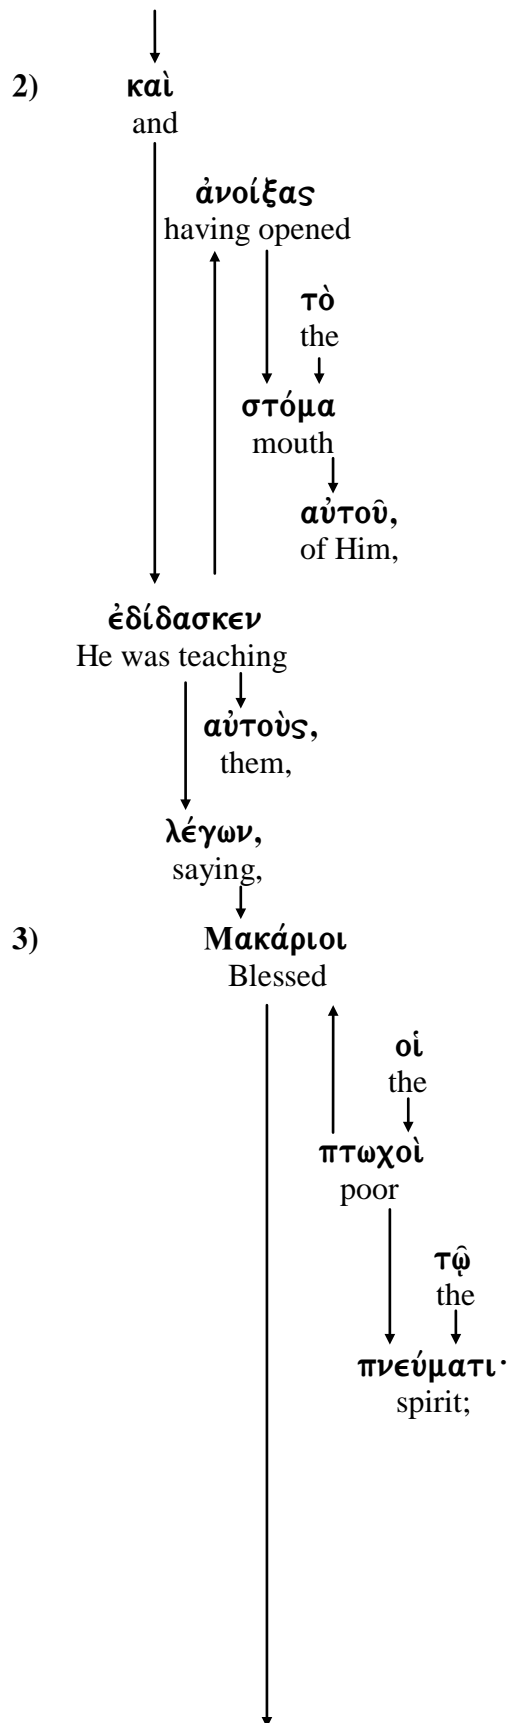 2) καὶ
and
ἀνοίξας
having opened
τὸ
the
στόμα
mouth
αὐτοῦ,
of Him,
ἐδίδασκεν
He was teaching
αὐτοὺς,
them,
λέγων,
saying,
3) Μακάριοι
Blessed
οἱ
the
πτωχοὶ
poor
τῷ
the
πνεύματι·
spirit;